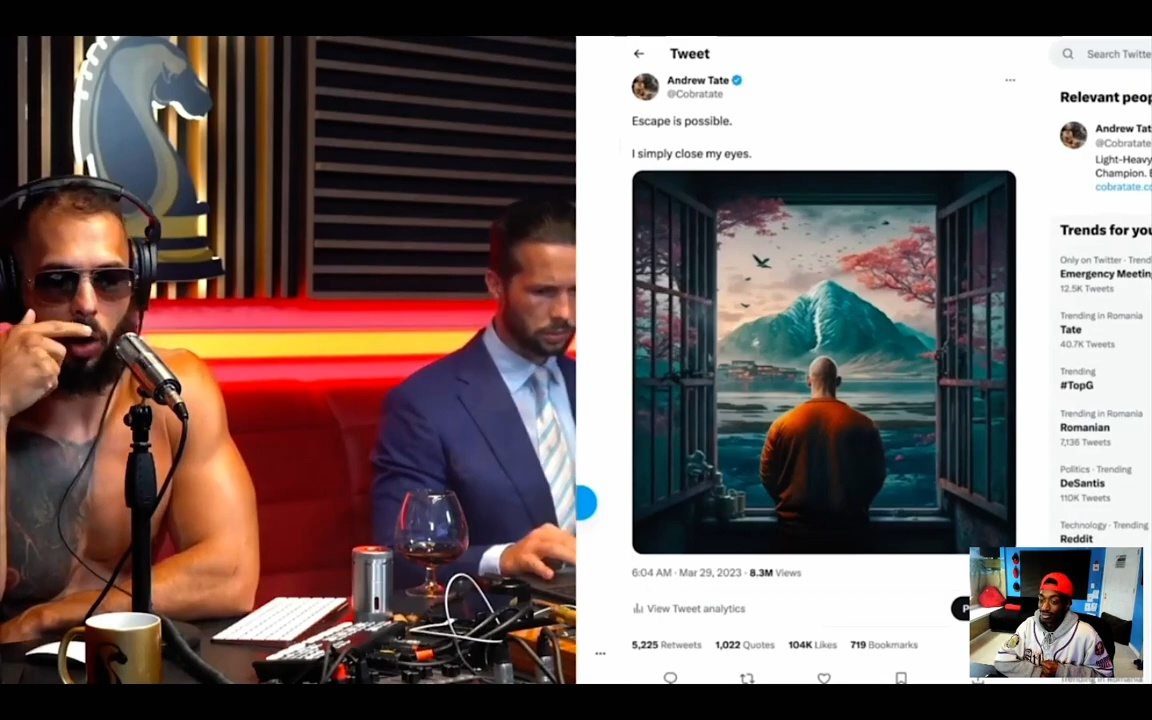 Tweet
Search Twitte
Andrew Tate
@Cobratate
Escape is possible.
I simply close my eyes.
Relevant peop
Andrew Tat
@Cobratate
Light-Heavy
Champion. E
cobratate.co
Trends for you
Only on Twitter · Trend
Emergency Meeting
12.5K Tweets
Trending in Romania
Tate
40.7K Tweets
Trending
#TopG
Trending in Romania
Romanian
7,136 Tweets
Politics · Trending
DeSantis
110K Tweets
Technology · Trending
Reddit
6:04 AM · Mar 29, 2023 · 8.3M Views
View Tweet analytics
5,225 Retweets 1,022 Quotes 104K Likes 719 Bookmarks